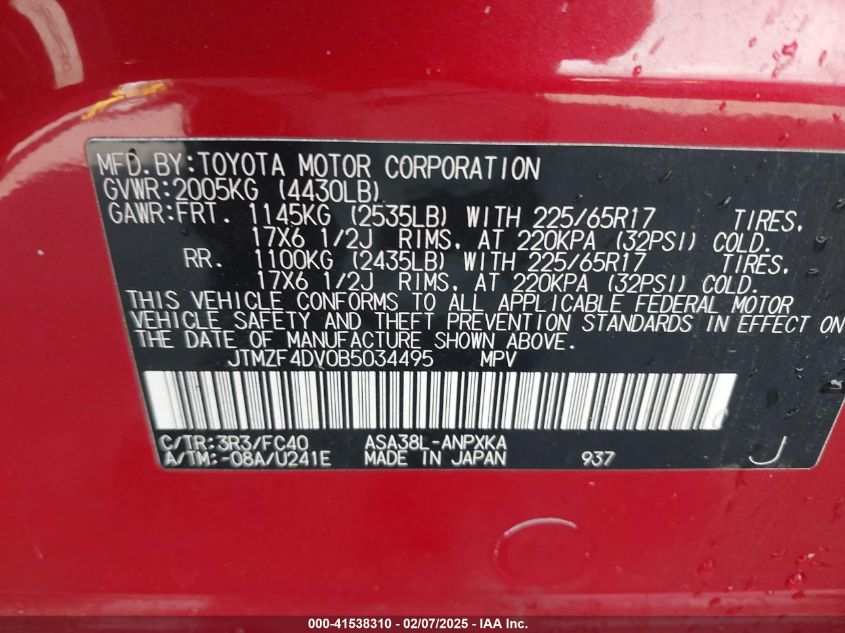 MFD. BY: TOYOTA MOTOR CORPORATION
GVWR: 2005KG (4430LB)
GAWR: FRT. 1145KG (2535LB) WITH 225/65R17 TIRES,
17X6 1/2J RIMS, AT 220KPA (32PSI) COLD.
RR. 1100KG (2435LB) WITH 225/65R17 TIRES,
17X6 1/2J RIMS, AT 220KPA (32PSI) COLD.
THIS VEHICLE CONFORMS TO ALL APPLICABLE FEDERAL MOTOR
VEHICLE SAFETY AND THEFT PREVENTION STANDARDS IN EFFECT ON
THE DATE OF MANUFACTURE SHOWN ABOVE.
JTMZF4DV0B5034495 MPV
C/TR: 3R3/FC40 ASA38L-ANPXKA
A/TM: -08A/U241E MADE IN JAPAN 937 J
000-41538310 — 02/07/2025 — IAA Inc.